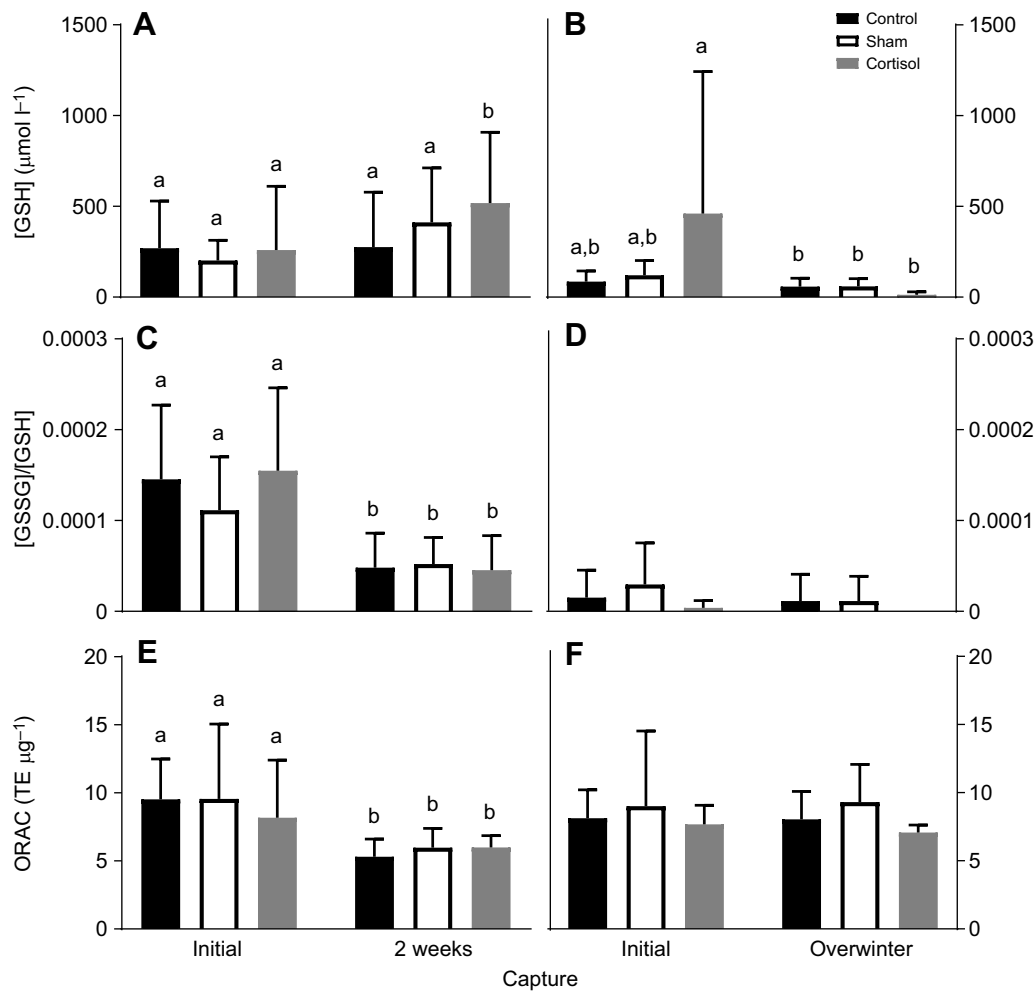 A
B
Control
Sham
Cortisol
1500
1000
500
0
[GSH] (μmol l–1)
a
a
a
a
a
b
a,b
a,b
a
b
b
b
1500
1000
500
0
C
D
0.0003
0.0002
0.0001
0
[GSSG]/[GSH]
a
a
a
b
b
b
0.0003
0.0002
0.0001
0
E
F
20
15
10
5
0
ORAC (TE μg–1)
a
a
a
b
b
b
20
15
10
5
0
Initial
2 weeks
Initial
Overwinter
Capture